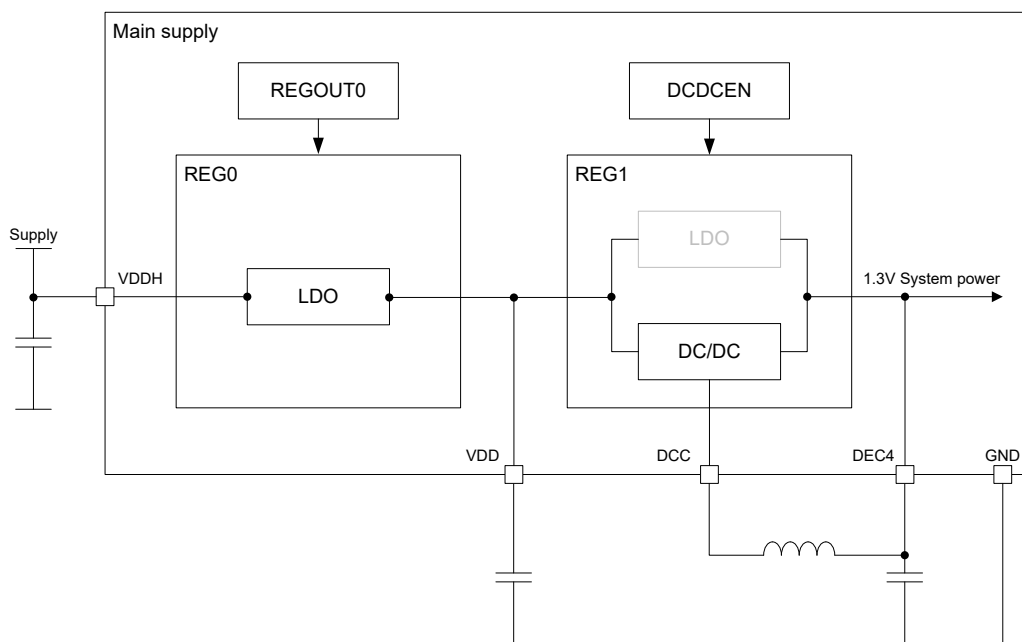 Main supply
REGOUT0
DCDCEN
REG0
REG1
Supply
LDO
VDDH
LDO
1.3V System power
DC/DC
VDD
DCC
DEC4
GND